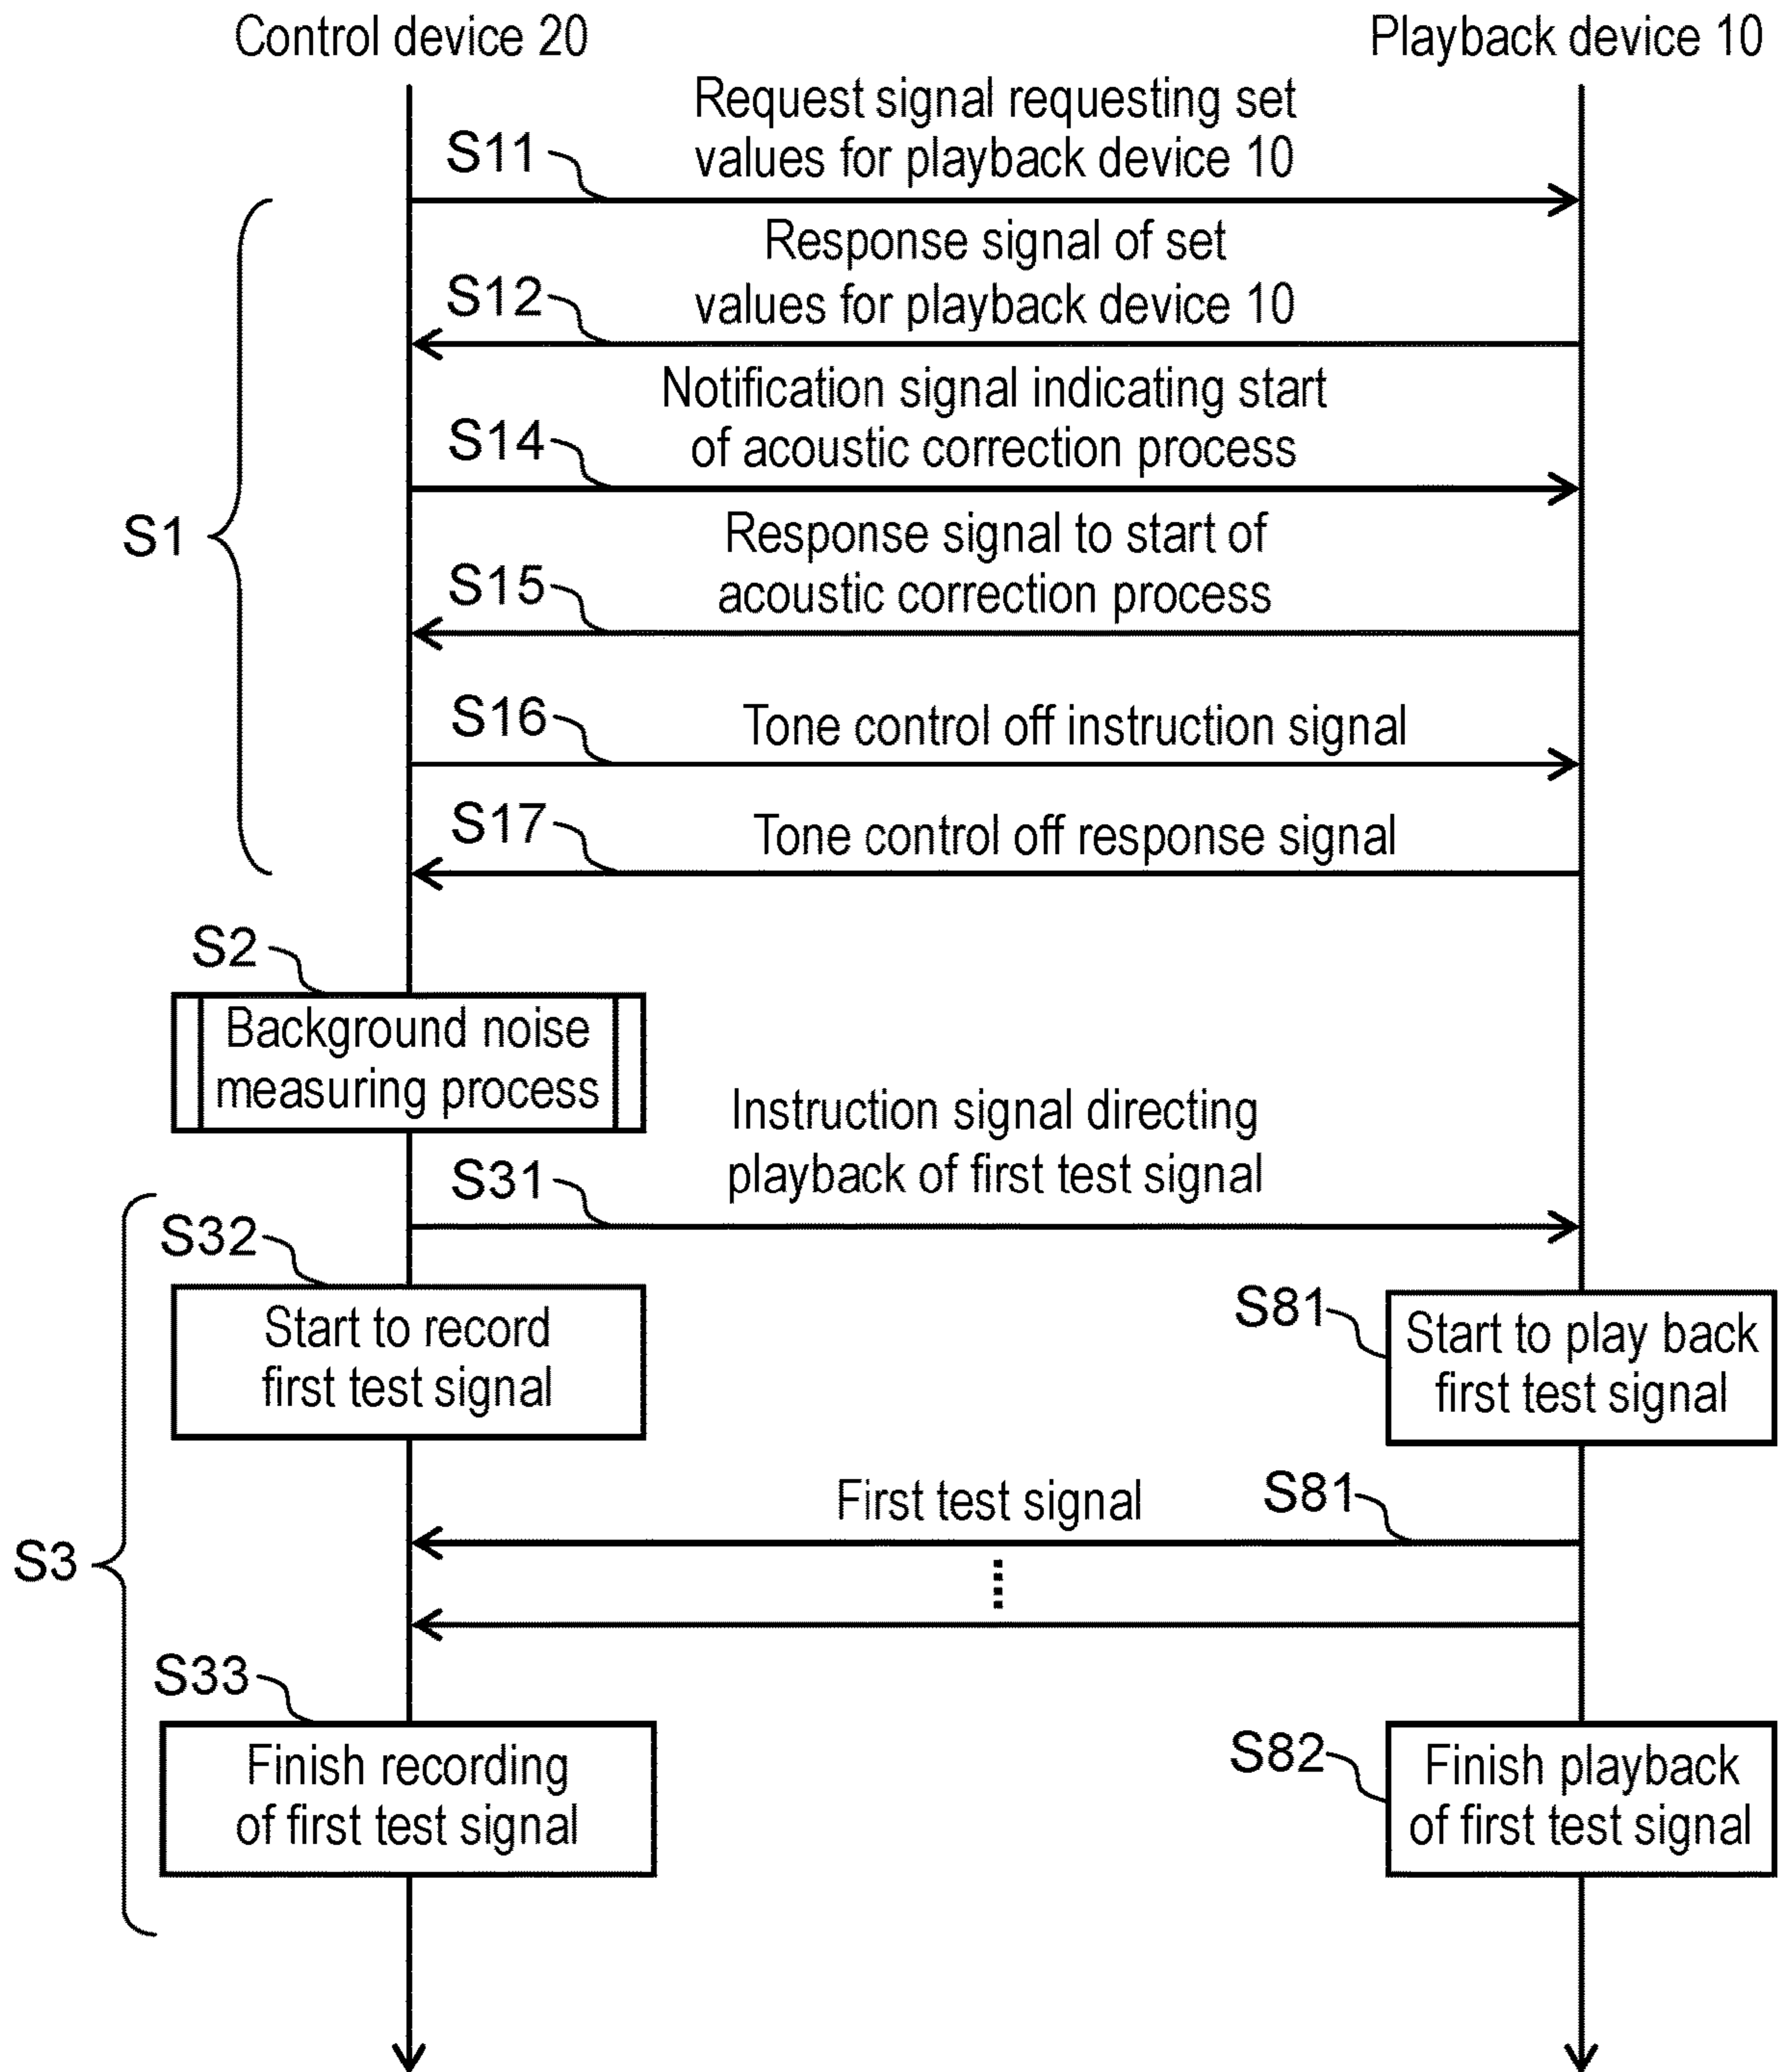 Control device 20
Playback device 10
Request signal requesting set
values for playback device 10
S11
Response signal of set
values for playback device 10
S12
Notification signal indicating start
of acoustic correction process
S14
S1
Response signal to start of
acoustic correction process
S15
S16
Tone control off instruction signal
S17
Tone control off response signal
S2
Background noise
measuring process
Instruction signal directing
playback of first test signal
S31
S32
Start to record
first test signal
S81
Start to play back
first test signal
First test signal
S81
S3
S33
Finish recording
of first test signal
S82
Finish playback
of first test signal